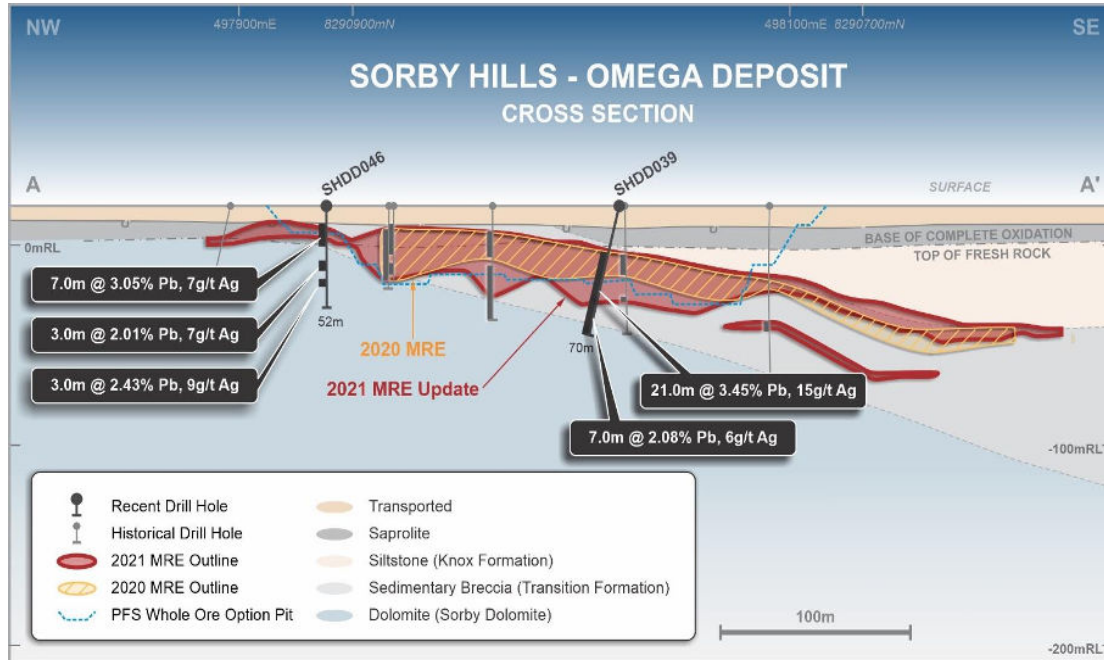 NW
497900mE
8290900mN
498100mE
8290700mN
SE
SORBY HILLS - OMEGA DEPOSIT
CROSS SECTION
A
SHDD046
SHDD039
SURFACE
A'
0mRL
BASE OF COMPLETE OXIDATION
TOP OF FRESH ROCK
7.0m @ 3.05% Pb, 7g/t Ag
3.0m @ 2.01% Pb, 7g/t Ag
3.0m @ 2.43% Pb, 9g/t Ag
52m
2020 MRE
2021 MRE Update
70m
21.0m @ 3.45% Pb, 15g/t Ag
7.0m @ 2.08% Pb, 6g/t Ag
-100mRLT
Recent Drill Hole
Historical Drill Hole
2021 MRE Outline
2020 MRE Outline
PFS Whole Ore Option Pit
Transported
Saprolite
Siltstone (Knox Formation)
Sedimentary Breccia (Transition Formation)
Dolomite (Sorby Dolomite)
100m
-200mRLT